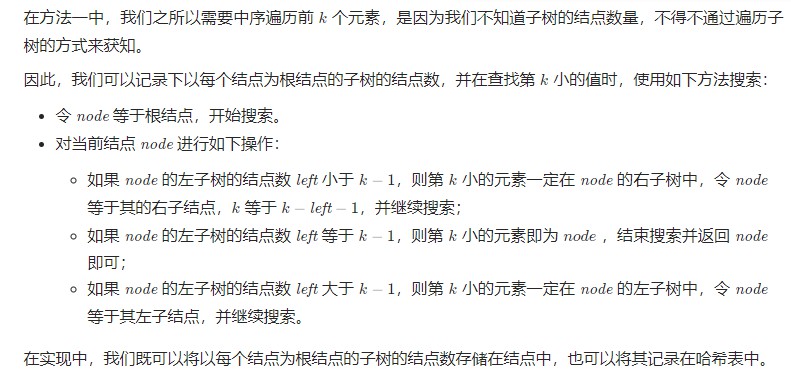 在方法一中，我们之所以需要中序遍历前 k 个元素，是因为我们不知道子树的结点数量，不得不通过遍历子
树的方式来获知。
因此，我们可以记录下以每个结点为根结点的子树的结点数，并在查找第 k 小的值时，使用如下方法搜索：
• 令 node 等于根结点，开始搜索。
• 对当前结点 node 进行如下操作：
◦ 如果 node 的左子树的结点数 left 小于 k − 1，则第 k 小的元素一定在 node 的右子树中，令 node
等于其的右子结点，k 等于 k − left − 1，并继续搜索；
◦ 如果 node 的左子树的结点数 left 等于 k − 1，则第 k 小的元素即为 node ，结束搜索并返回 node
即可；
◦ 如果 node 的左子树的结点数 left 大于 k − 1，则第 k 小的元素一定在 node 的左子树中，令 node
等于其左子结点，并继续搜索。
在实现中，我们既可以将以每个结点为根结点的子树的结点数存储在结点中，也可以将其记录在哈希表中。